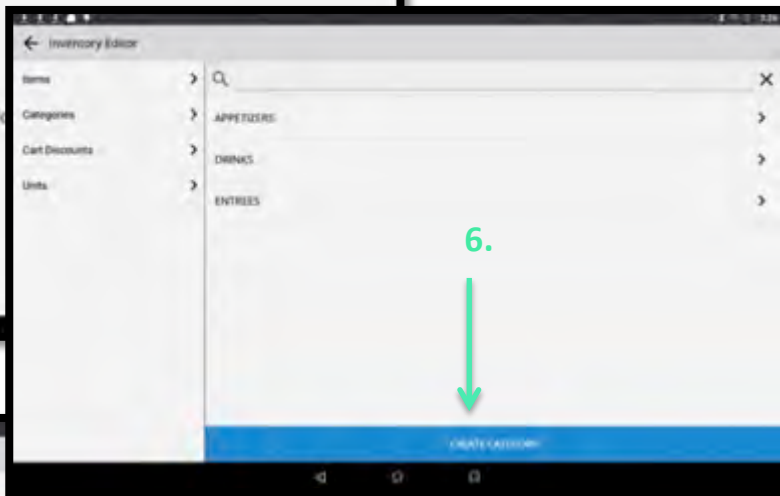 Inventory Editor
Items
Categories
Cart Discounts
Units
APPETIZERS
DRINKS
ENTREES
6.
CREATE CATEGORY